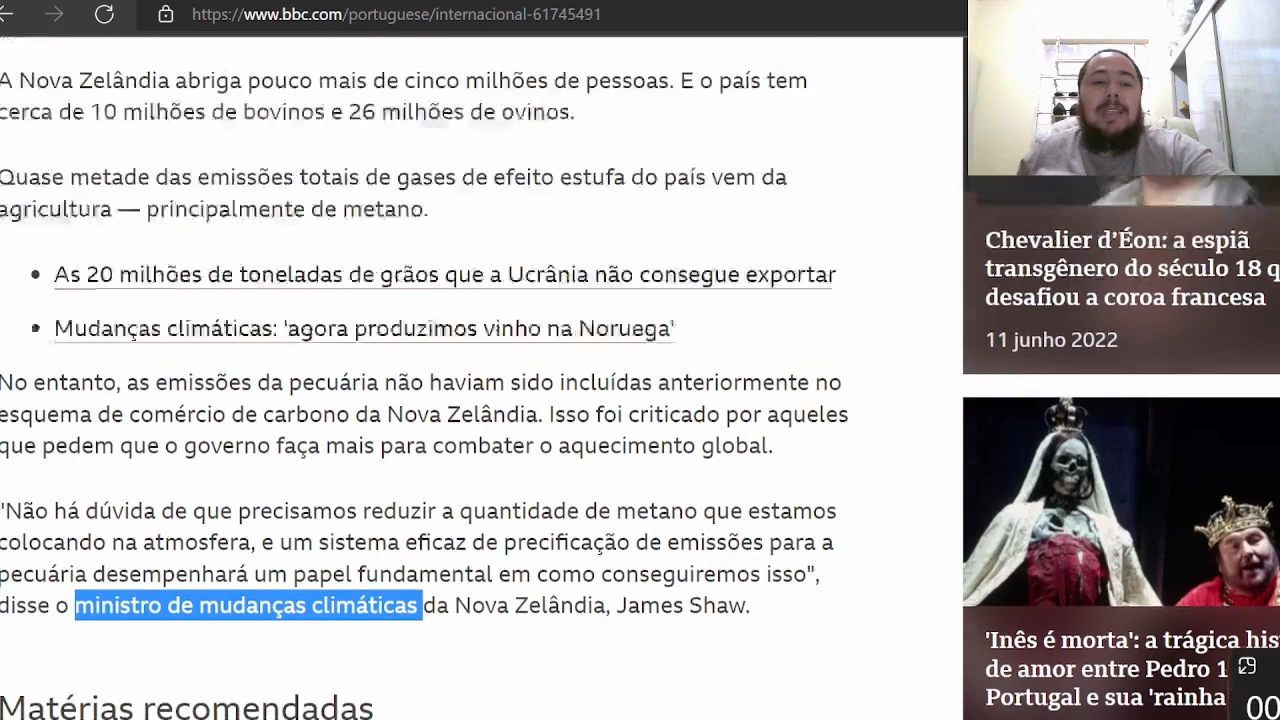 https://www.bbc.com/portuguese/internacional-61745491
A Nova Zelândia abriga pouco mais de cinco milhões de pessoas. E o país tem
cerca de 10 milhões de bovinos e 26 milhões de ovinos.
Quase metade das emissões totais de gases de efeito estufa do país vem da
agricultura — principalmente de metano.
• As 20 milhões de toneladas de grãos que a Ucrânia não consegue exportar
• Mudanças climáticas: 'agora produzimos vinho na Noruega'
No entanto, as emissões da pecuária não haviam sido incluídas anteriormente no
esquema de comércio de carbono da Nova Zelândia. Isso foi criticado por aqueles
que pedem que o governo faça mais para combater o aquecimento global.
"Não há dúvida de que precisamos reduzir a quantidade de metano que estamos
colocando na atmosfera, e um sistema eficaz de precificação de emissões para a
pecuária desempenhará um papel fundamental em como conseguiremos isso",
disse o ministro de mudanças climáticas da Nova Zelândia, James Shaw.
Matérias recomendadas
Chevalier d'Éon: a espiã
transgênero do século 18 q
desafiou a coroa francesa
11 junho 2022
'Inês é morta': a trágica his
de amor entre Pedro 1
Portugal e sua 'rainha
00